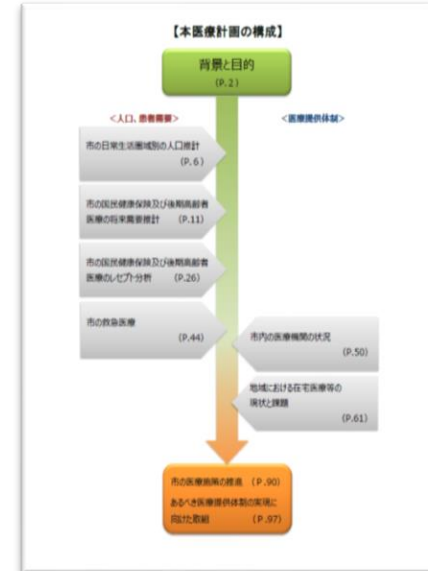 【本医療計画の構成】
背景と目的
(P.2)
<人口、患者需要>
<医療提供体制>
市の日常生活圏域別の人口推計
(P.6)
市の国民健康保険及び後期高齢者
医療の将来需要推計 (P.11)
市の国民健康保険及び後期高齢者
医療のレセプト分析 (P.26)
市の救急医療
(P.44)
市内の医療機関の状況
(P.50)
地域における在宅医療等の
現状と課題
(P.61)
市の医療施策の推進 (P.90)
あるべき医療提供体制の実現に
向けた取組 (P.97)